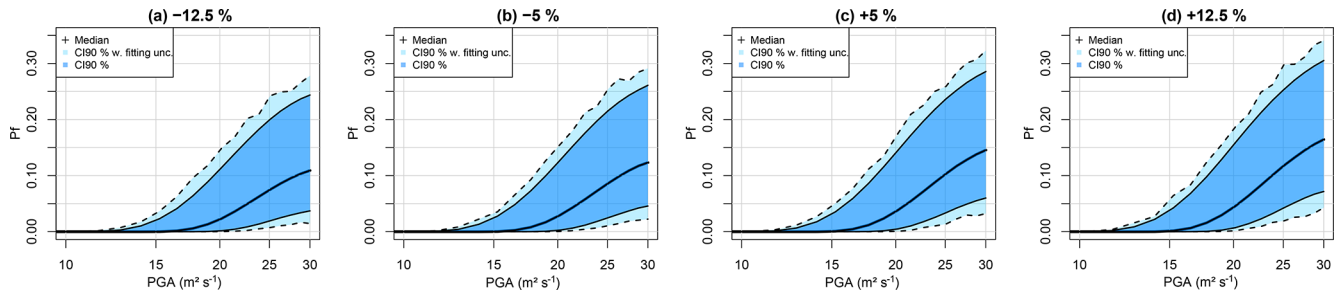 (a) −12.5 %
Median
CI90 % w. fitting unc.
CI90 %
Pf
0.00
0.10
0.20
0.30
10
15
20
25
30
PGA (m² s⁻¹)
(b) −5 %
Median
CI90 % w. fitting unc.
CI90 %
Pf
0.00
0.10
0.20
0.30
10
15
20
25
30
PGA (m² s⁻¹)
(c) +5 %
Median
CI90 % w. fitting unc.
CI90 %
Pf
0.00
0.10
0.20
0.30
10
15
20
25
30
PGA (m² s⁻¹)
(d) +12.5 %
Median
CI90 % w. fitting unc.
CI90 %
Pf
0.00
0.10
0.20
0.30
10
15
20
25
30
PGA (m² s⁻¹)